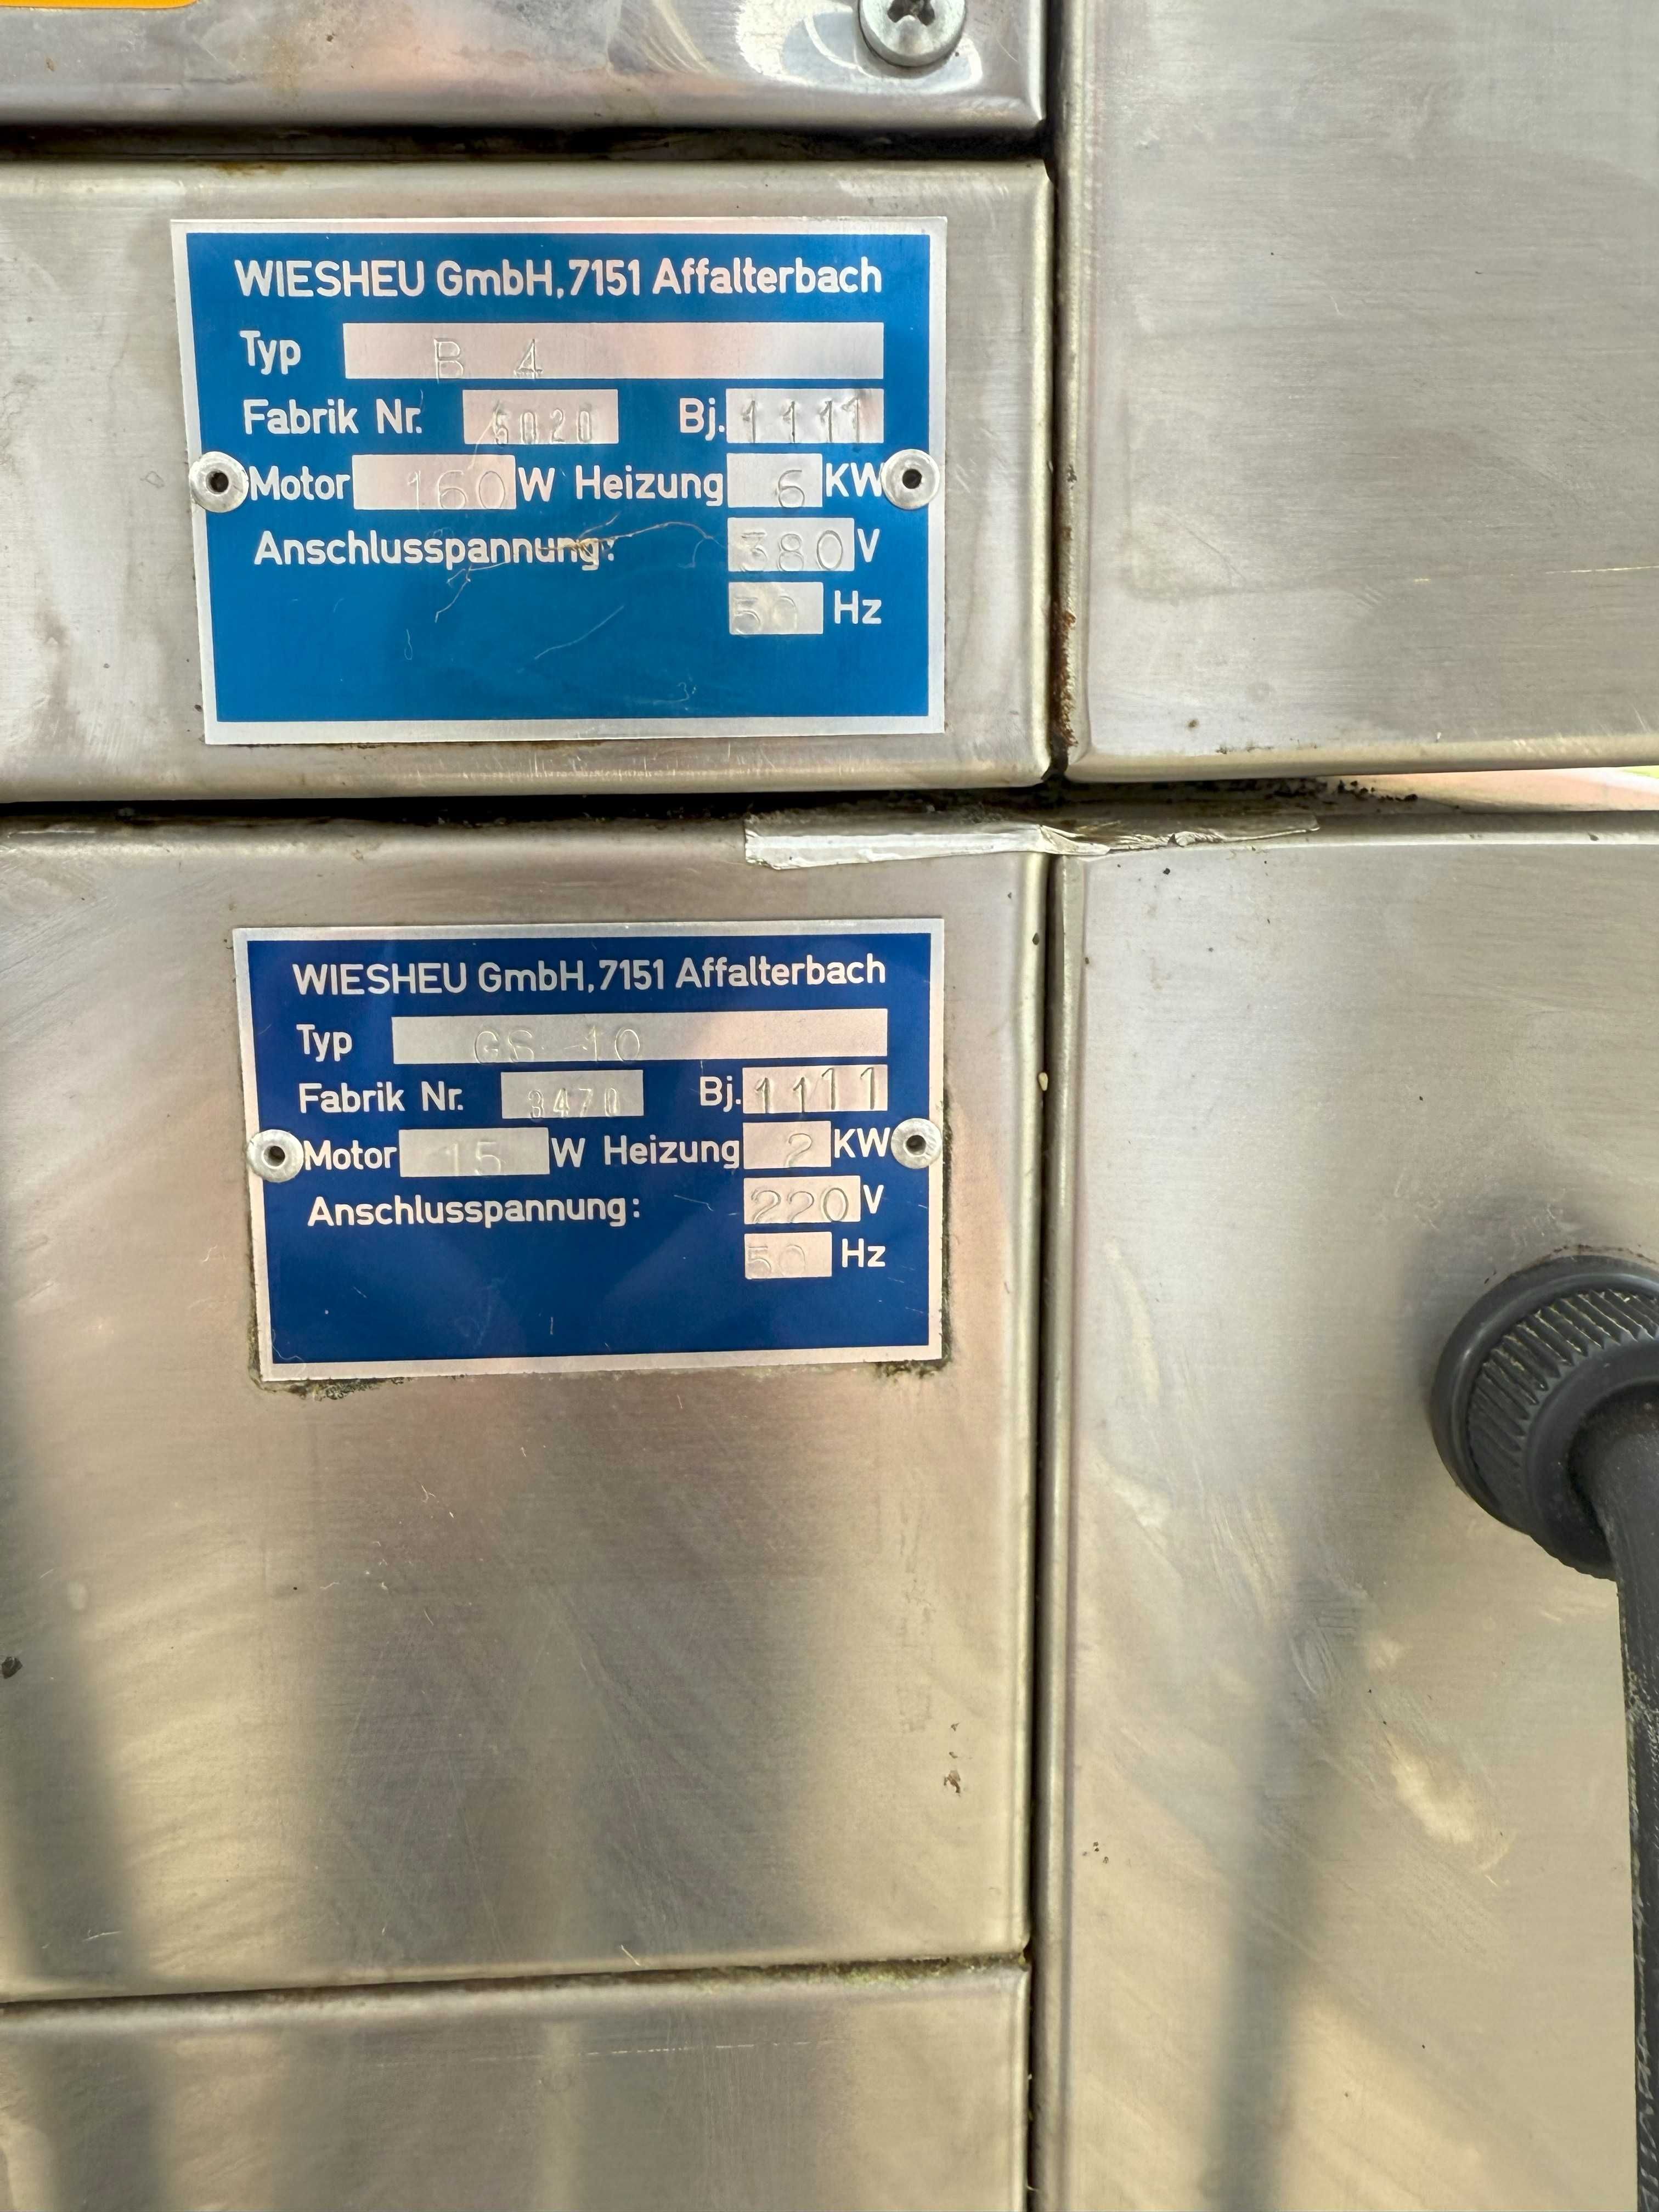 WIESHEU GmbH, 7151 Affalterbach
Typ B 4
Fabrik Nr. 5020 Bj. 1111
Motor 160 W Heizung 6 KW
Anschlusspannung: 380 V
50 Hz
WIESHEU GmbH, 7151 Affalterbach
Typ GS-10
Fabrik Nr. 3470 Bj. 1111
Motor 15 W Heizung 2 KW
Anschlusspannung: 220 V
50 Hz